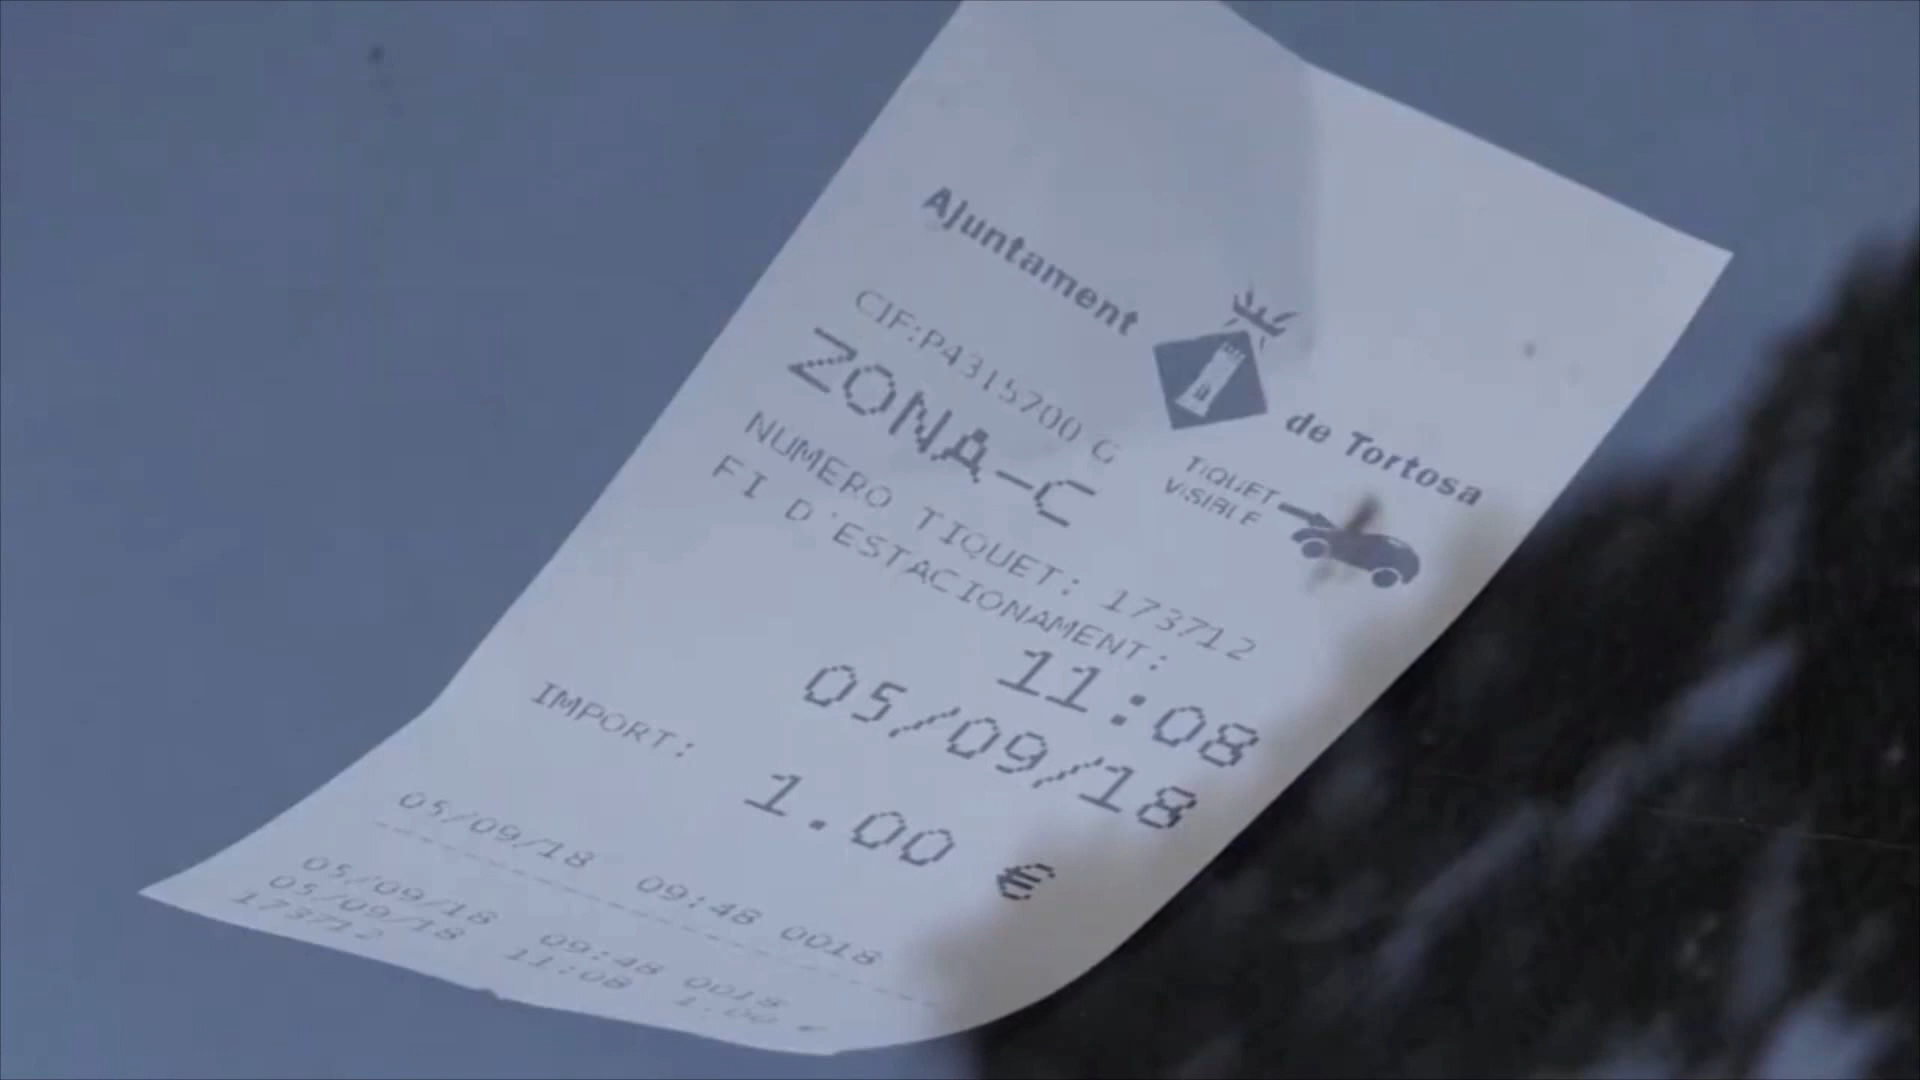 Ajuntament de Tortosa
CIF:P4315700 G
ZONA-C
TIQUET
VISIBLE
NUMERO TIQUET: 173712
FI D'ESTACIONAMENT:
11:08
05/09/18
IMPORT:
1.00 €
05/09/18 09:48 0018
05/09/18 09:48 0018
05/09/18 11:08 1.00 €
173712